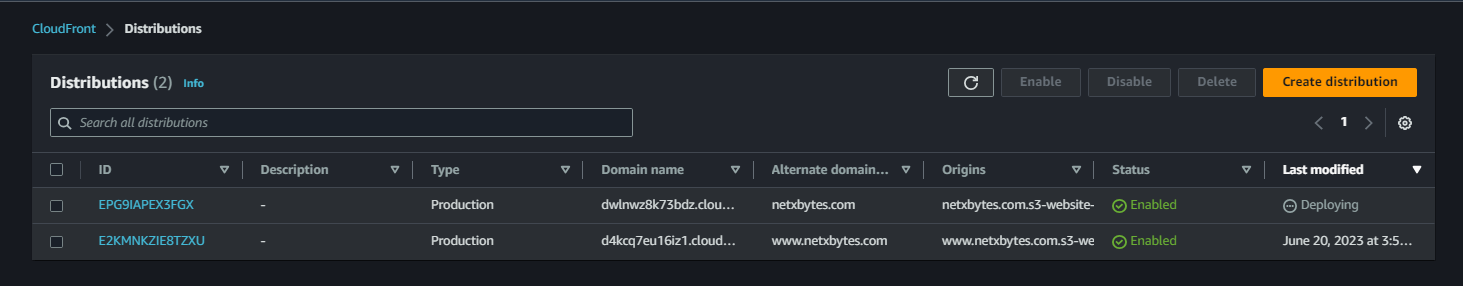 CloudFront > Distributions
Distributions (2) Info Enable Disable Delete Create distribution
Search all distributions 1
ID Description Type Domain name Alternate domain... Origins Status Last modified
EPG9IAPEX3FGX - Production dwlnwz8k73bdz.clou... netxbytes.com netxbytes.com.s3-website- Enabled Deploying
E2KMNKZIE8TZXU - Production d4kcq7eu16iz1.cloud... www.netxbytes.com www.netxbytes.com.s3-we Enabled June 20, 2023 at 3:5...